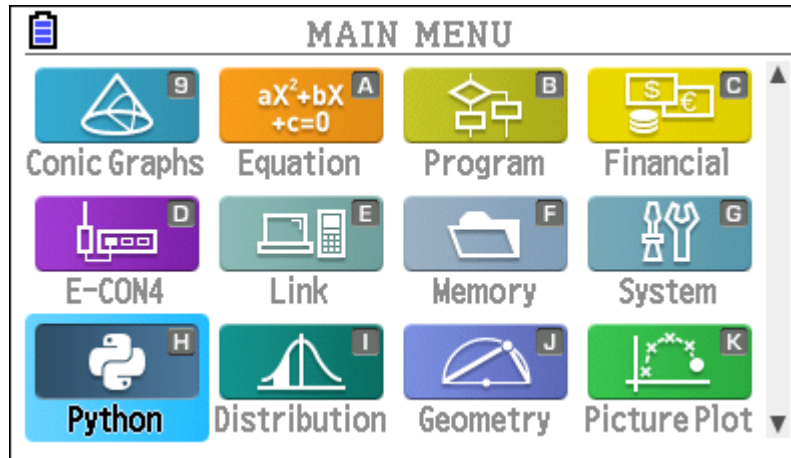 MAIN MENU
9 A B C
aX²+bX
+c=0
$ €
Conic Graphs Equation Program Financial
D E F G
E-CON4 Link Memory System
H I J K
Python Distribution Geometry Picture Plot